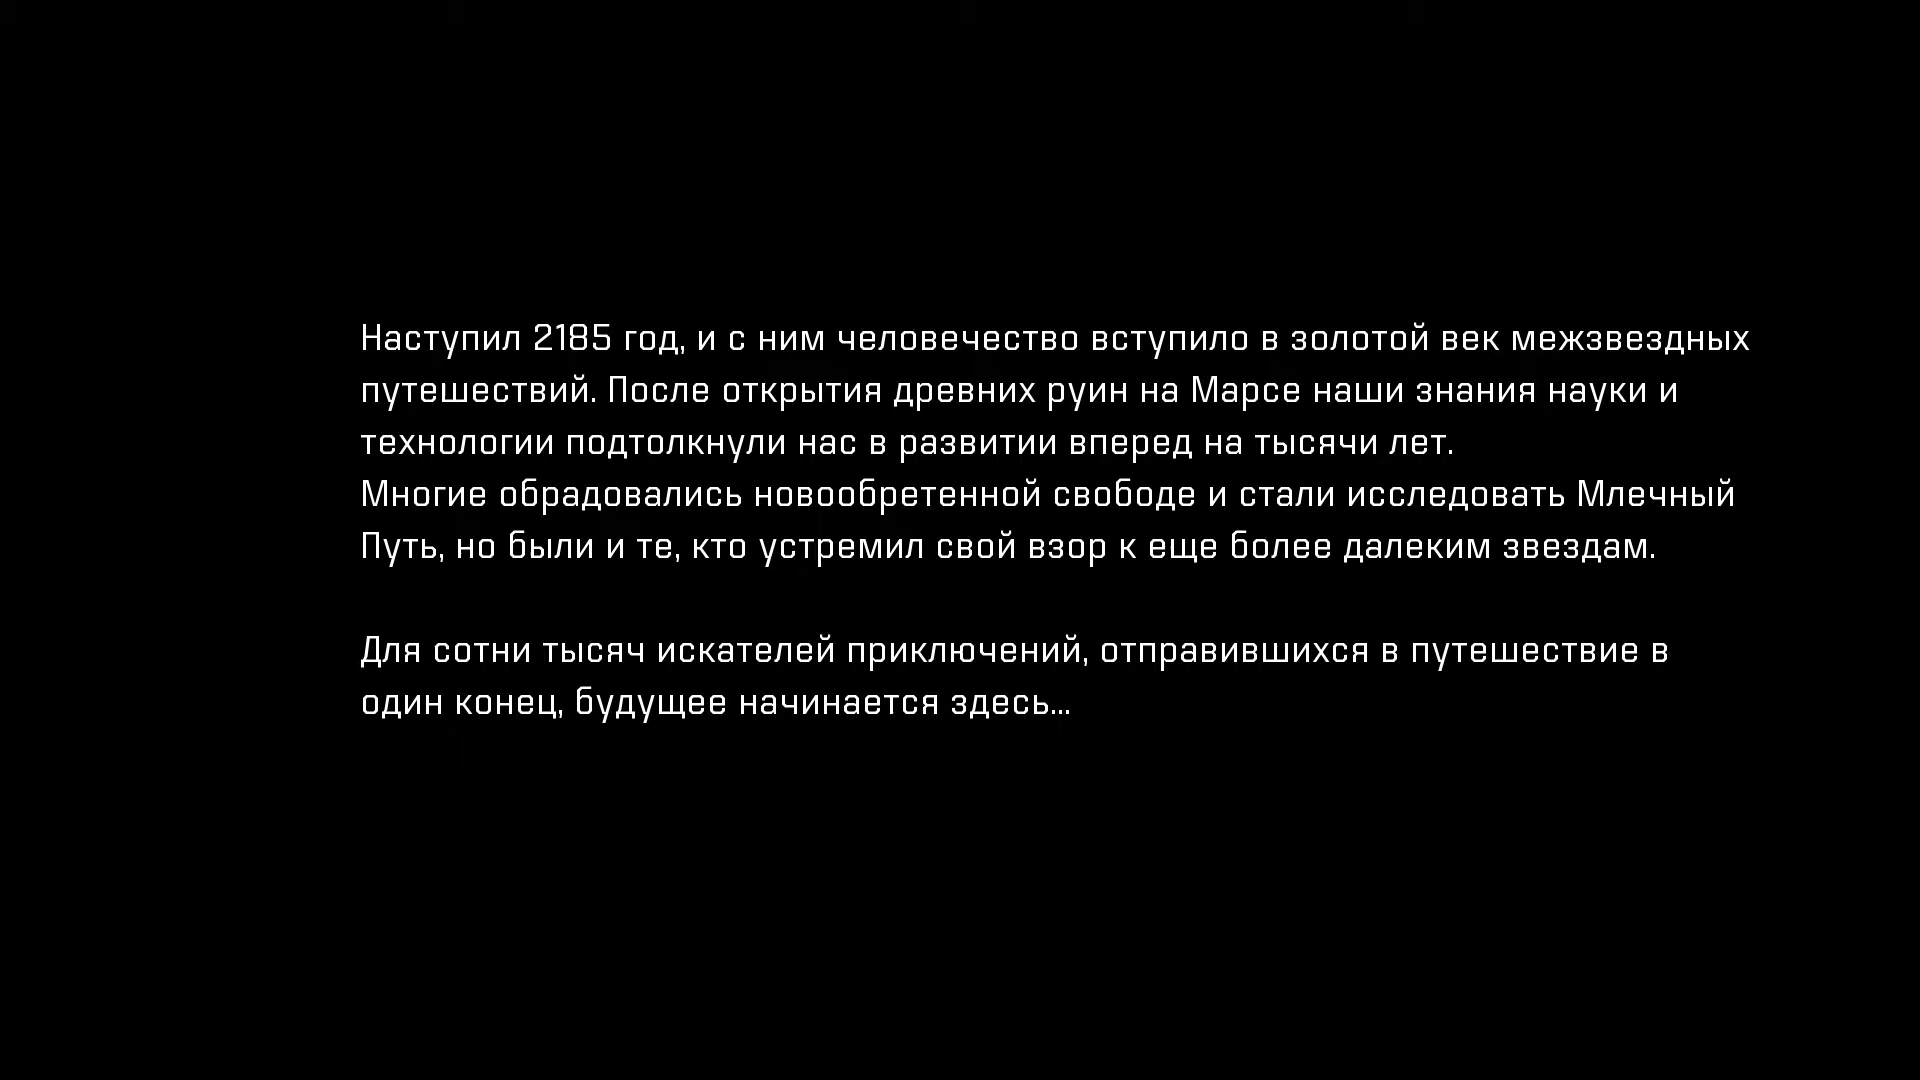 Наступил 2185 год, и с ним человечество вступило в золотой век межзвездных
путешествий. После открытия древних руин на Марсе наши знания науки и
технологии подтолкнули нас в развитии вперед на тысячи лет.
Многие обрадовались новообретенной свободе и стали исследовать Млечный
Путь, но были и те, кто устремил свой взор к еще более далеким звездам.
Для сотни тысяч искателей приключений, отправившихся в путешествие в
один конец, будущее начинается здесь...